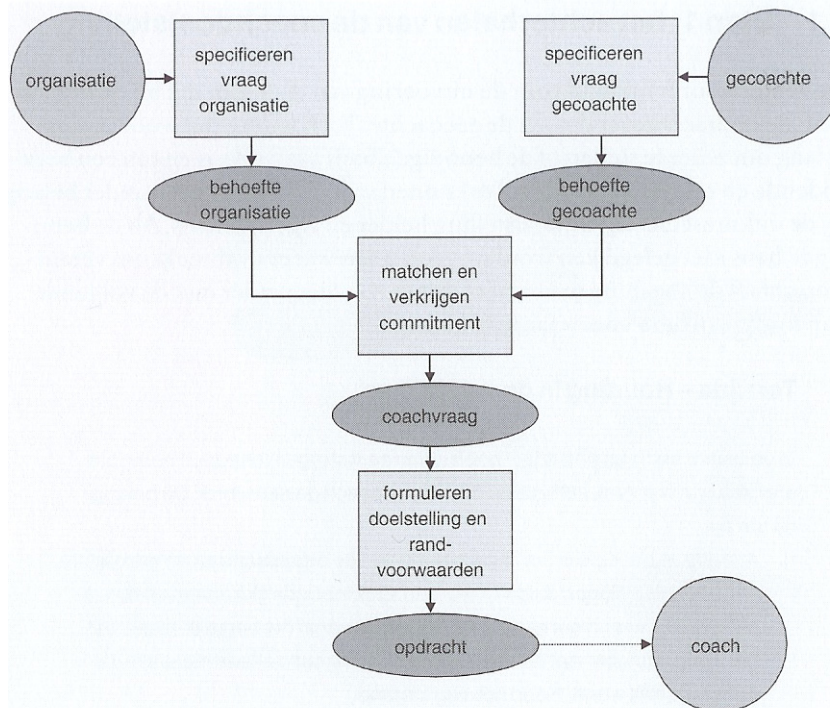 organisatie
specificeren
vraag
organisatie
specificeren
vraag
gecoachte
gecoachte
behoefte
organisatie
behoefte
gecoachte
matchen en
verkrijgen
commitment
coachvraag
formuleren
doelstelling en
rand-
voorwaarden
opdracht
coach